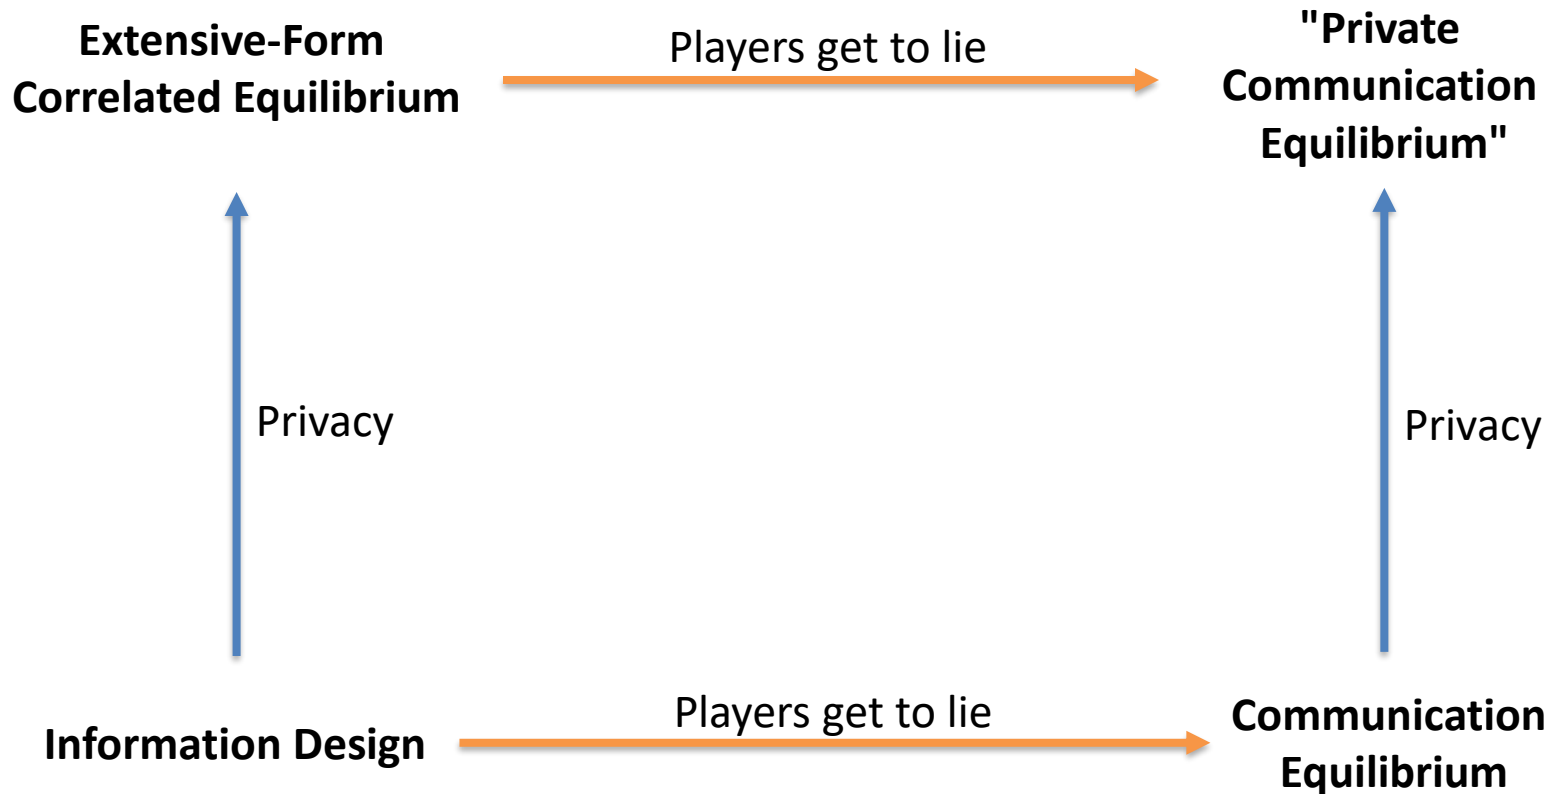 Extensive-Form
Correlated Equilibrium
Players get to lie
"Private
Communication
Equilibrium"
Privacy
Privacy
Information Design
Players get to lie
Communication
Equilibrium